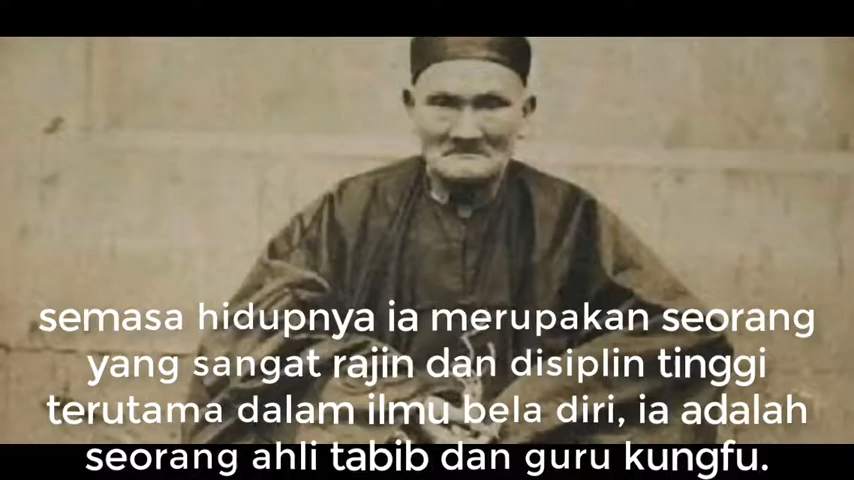 semasa hidupnya ia merupakan seorang
yang sangat rajin dan disiplin tinggi
terutama dalam ilmu bela diri, ia adalah
seorang ahli tabib dan guru kungfu.